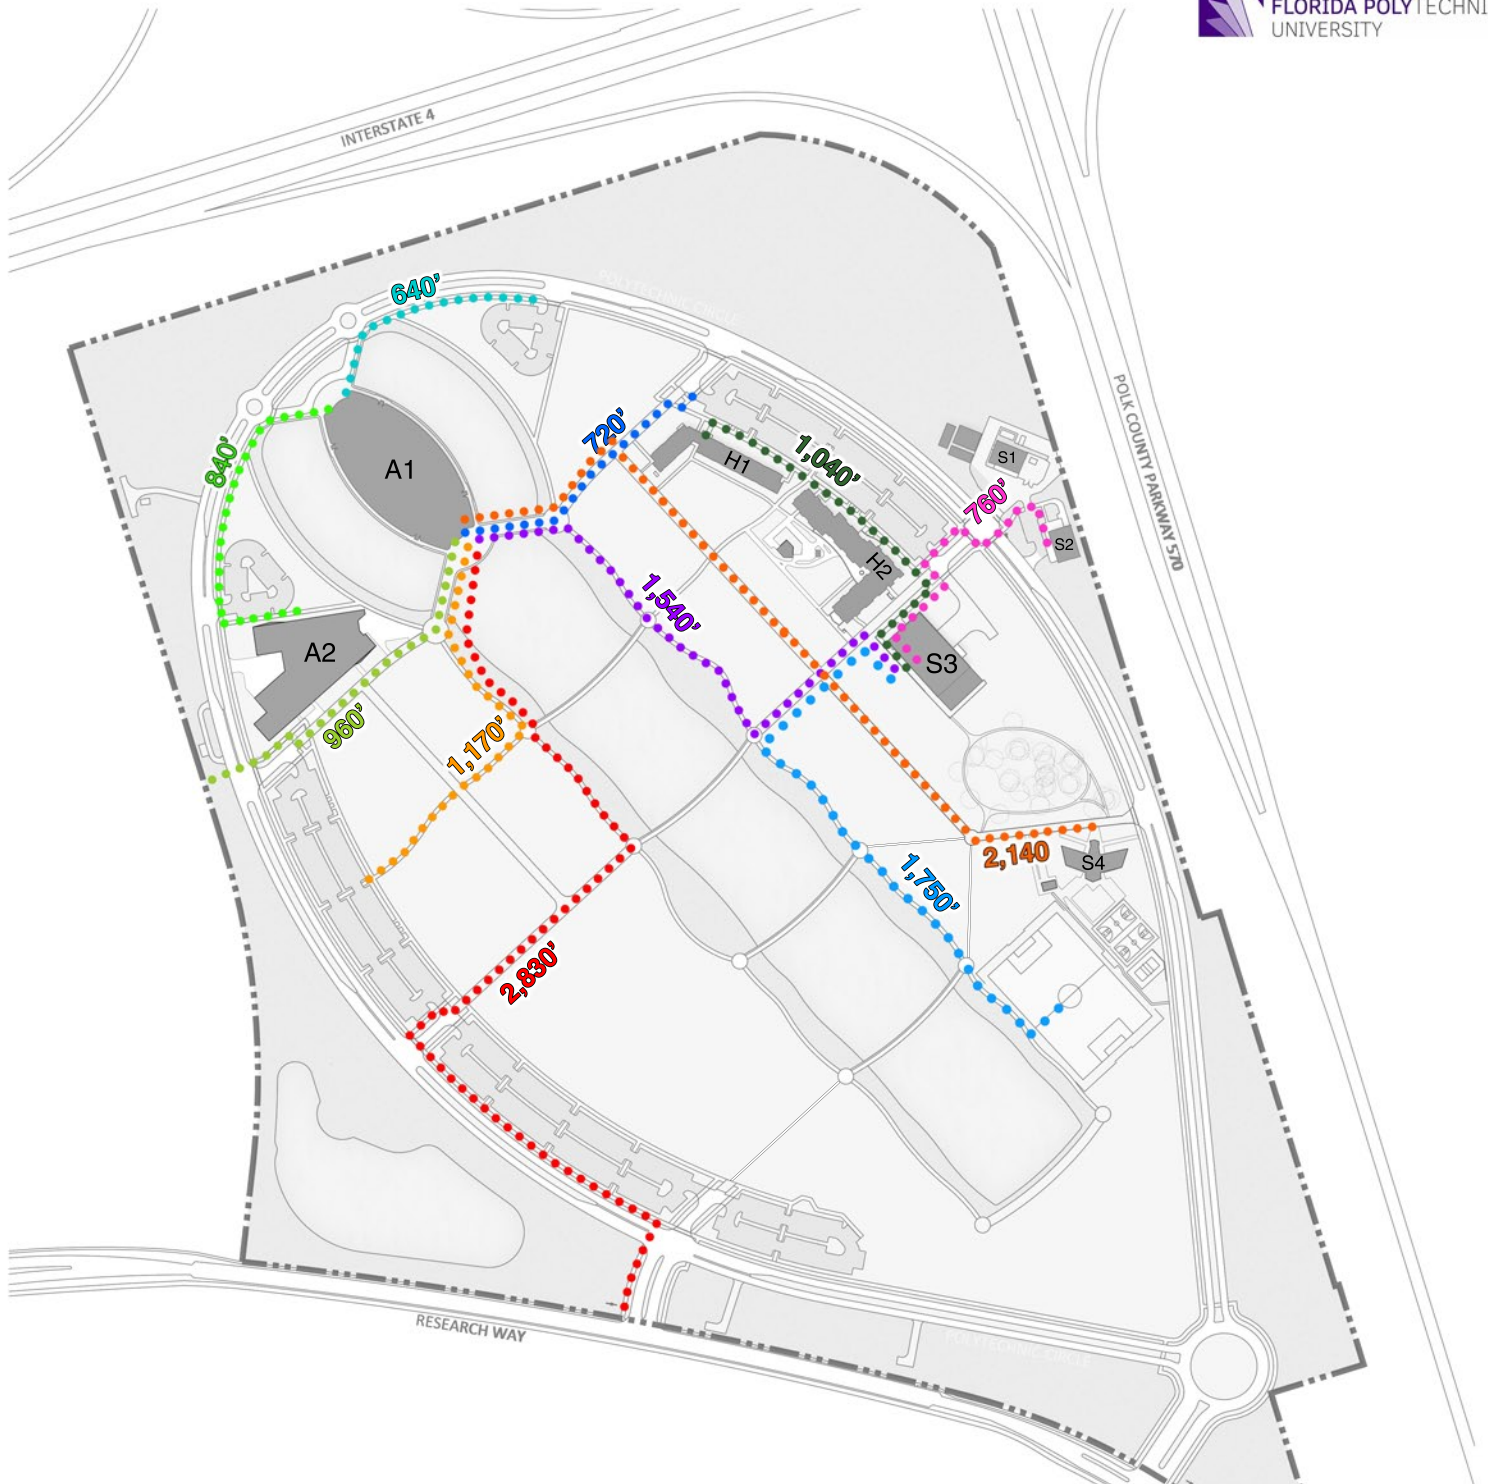 FLORIDA POLYTECHNI
UNIVERSITY
INTERSTATE 4
POLYTECHNIC CIRCLE
640’
POLK COUNTY PARKWAY 570
720’
840’
A1
H1
1,040’
S1
760’
S2
H2
1,540’
A2
S3
960’
1,170’
2,140
S4
1,750’
2,830’
RESEARCH WAY
POLYTECHNIC CIRCLE